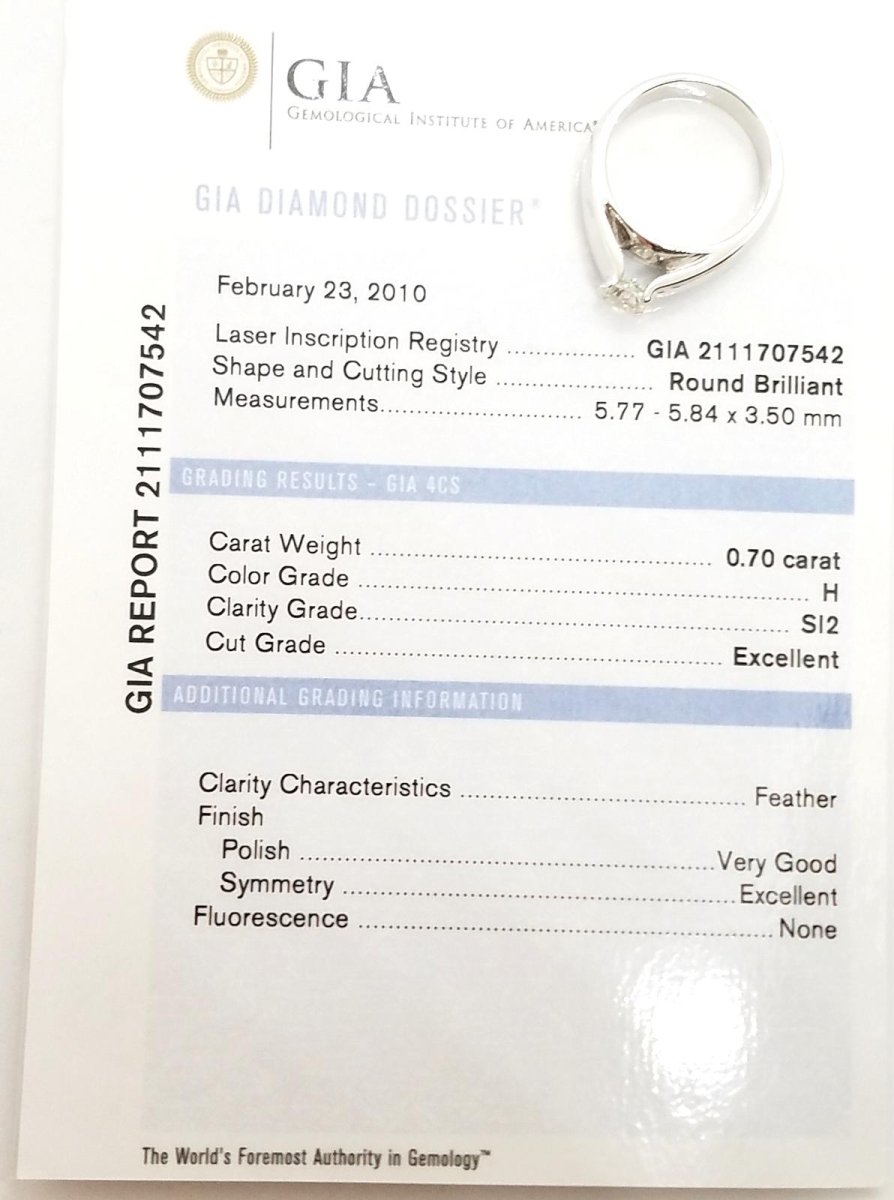 GIA
GEMOLOGICAL INSTITUTE OF AMERICA®
GIA DIAMOND DOSSIER®
February 23, 2010
Laser Inscription Registry ................. GIA 2111707542
Shape and Cutting Style ..................... Round Brilliant
Measurements........................... 5.77 - 5.84 x 3.50 mm
GIA REPORT 2111707542
GRADING RESULTS - GIA 4CS
Carat Weight ............................................. 0.70 carat
Color Grade ............................................................ H
Clarity Grade......................................................... SI2
Cut Grade .................................................... Excellent
ADDITIONAL GRADING INFORMATION
Clarity Characteristics ..................................... Feather
Finish
Polish .......................................................Very Good
Symmetry ....................................................Excellent
Fluorescence ....................................................... None
The World's Foremost Authority in Gemology™